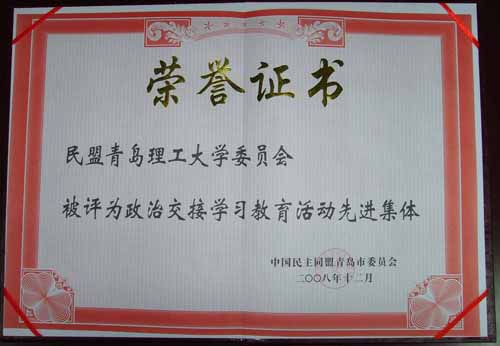 荣誉证书
民盟青岛理工大学委员会
被评为政治交接学习教育活动先进集体
中国民主同盟青岛市委员会
二〇〇八年十二月